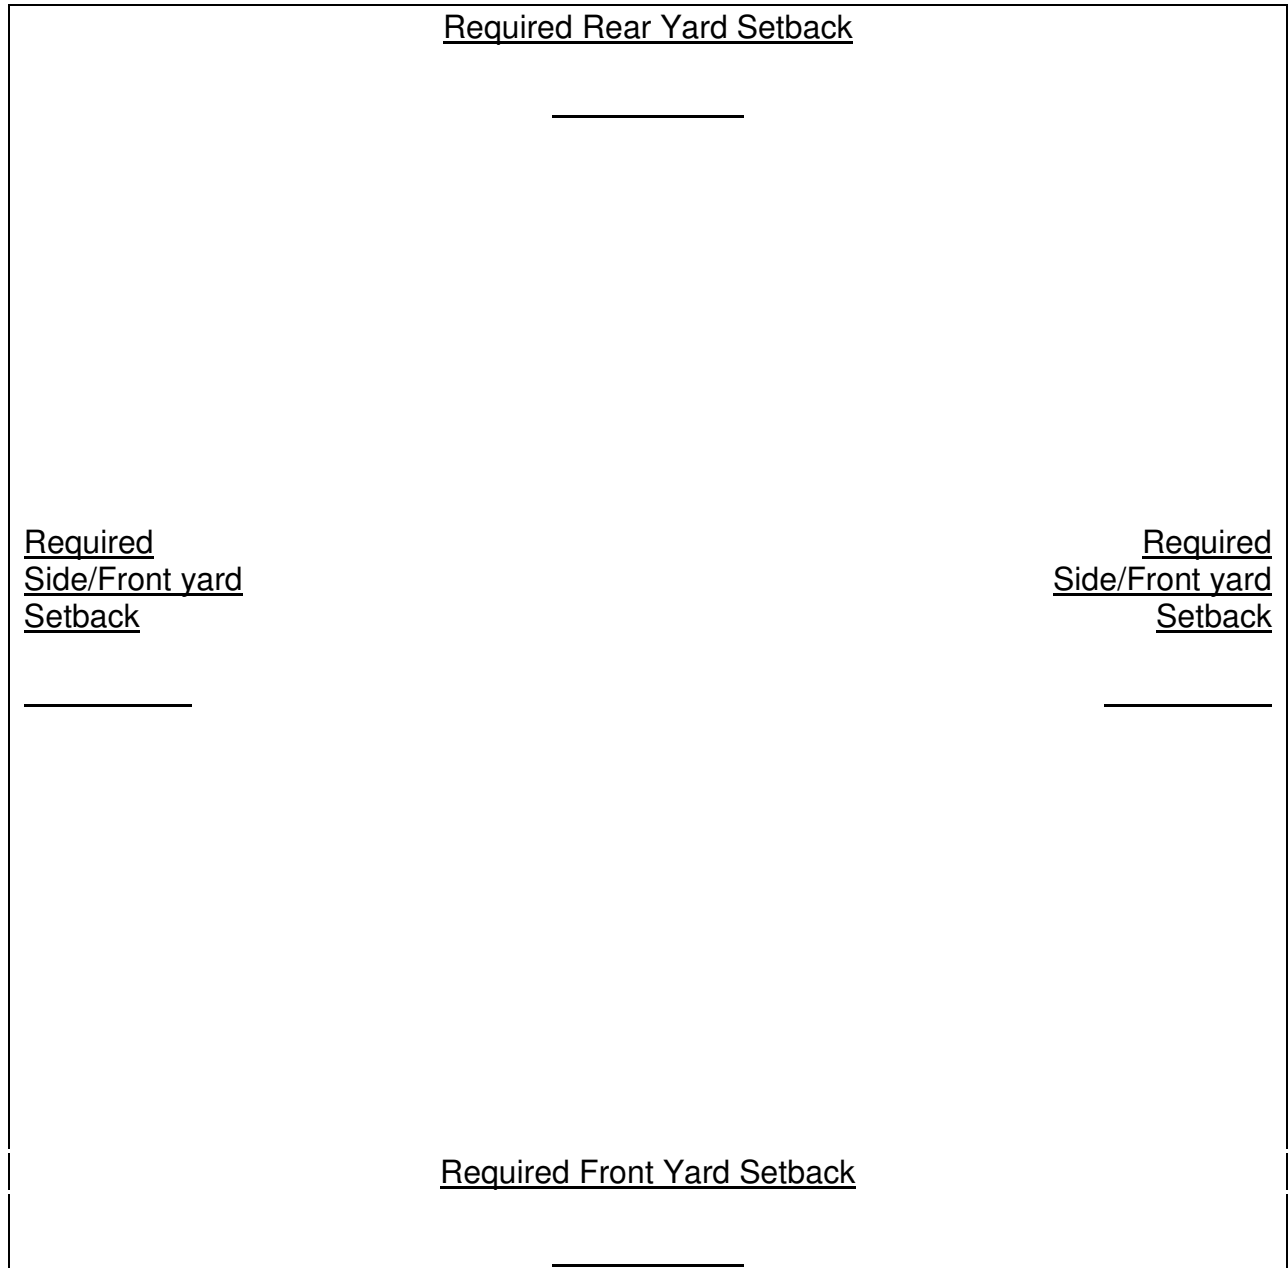 Required Rear Yard Setback
Required
Side/Front yard
Setback
Required
Side/Front yard
Setback
Required Front Yard Setback